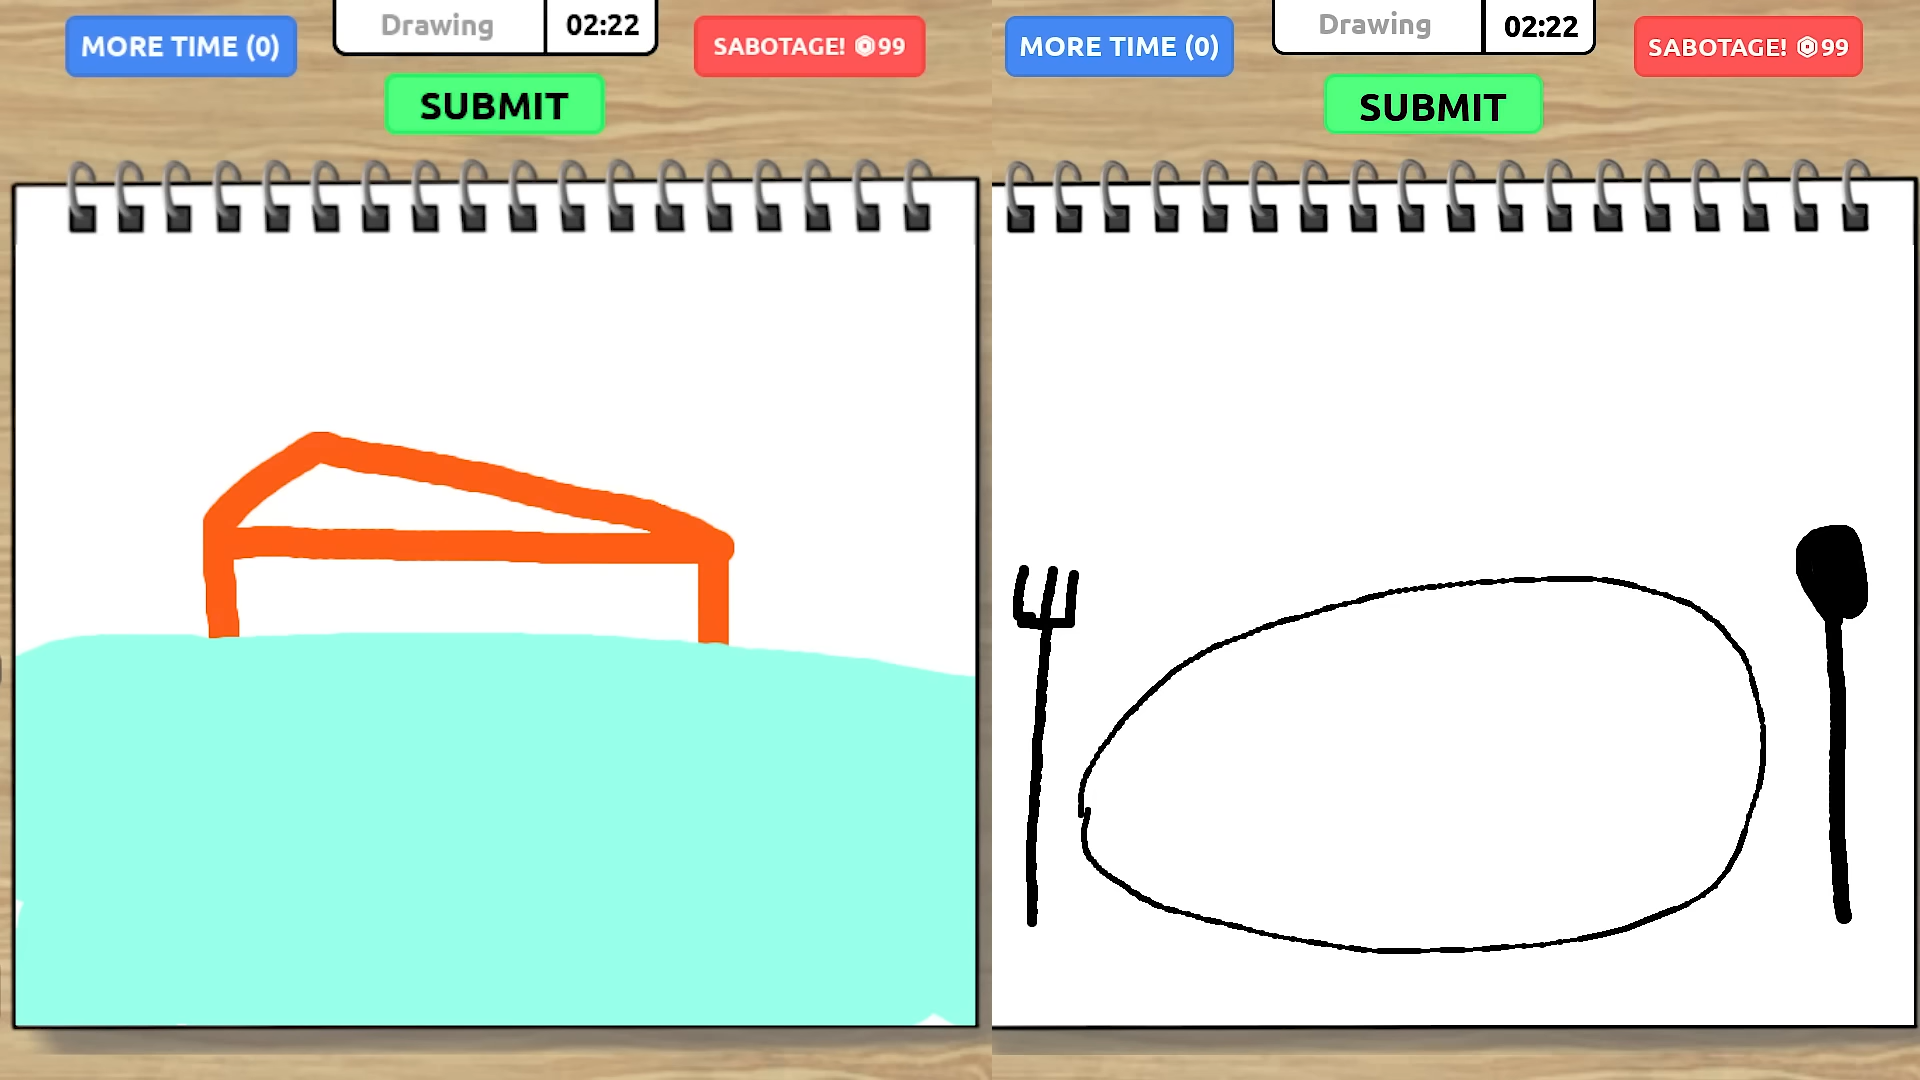 Drawing 02:22
MORE TIME (0) SABOTAGE! 99
SUBMIT
Drawing 02:22
MORE TIME (0) SABOTAGE! 99
SUBMIT